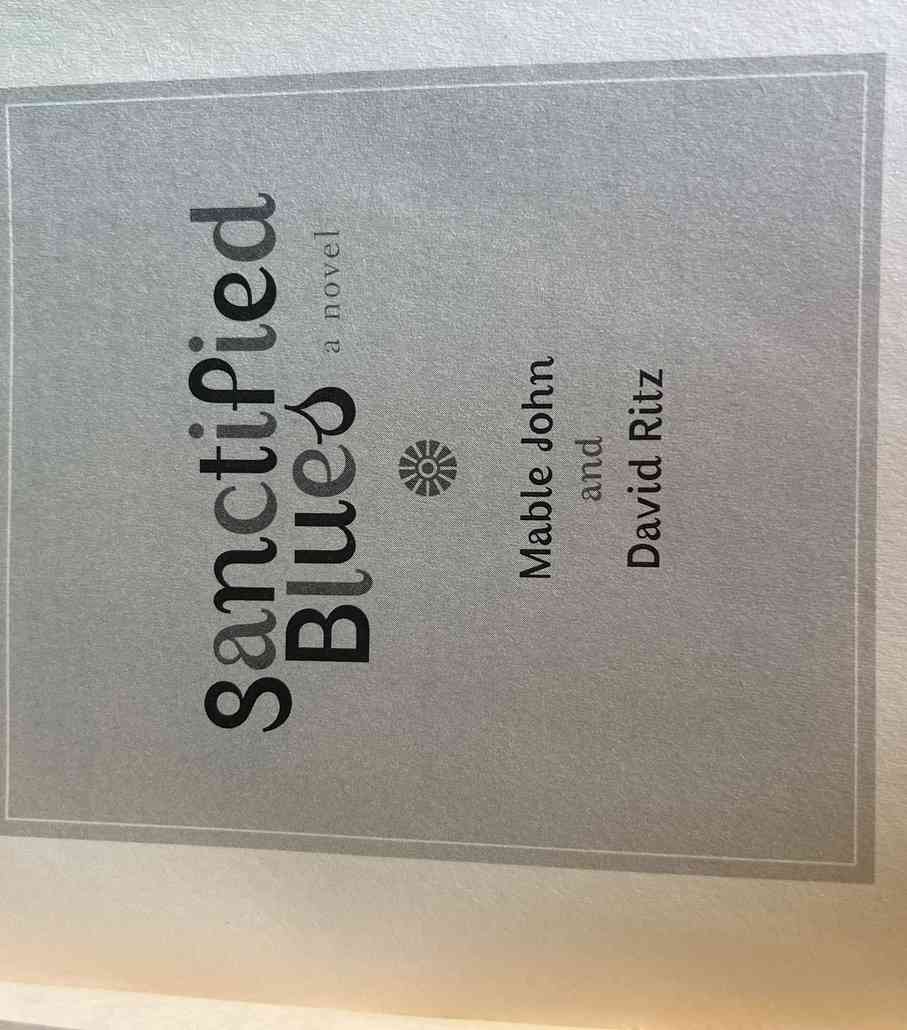 Sanctified
Blues a novel
Mable John
and
David Ritz